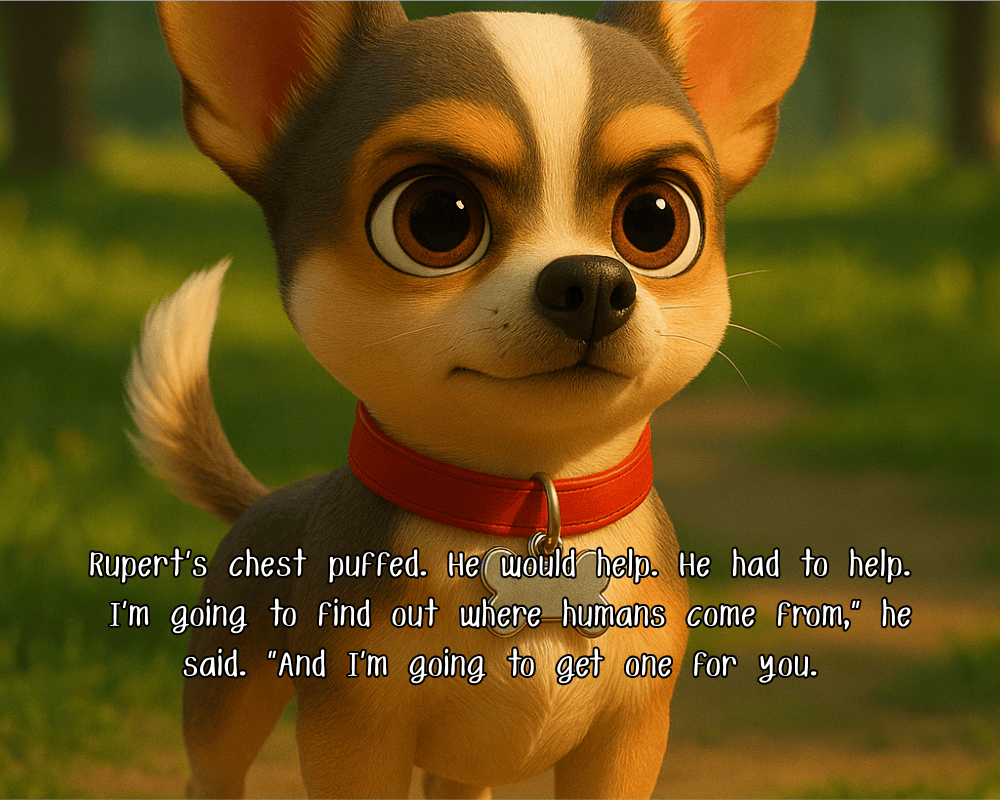 Rupert's chest puffed. He would help. He had to help.
I'm going to find out where humans come from," he
said. "And I'm going to get one for you.